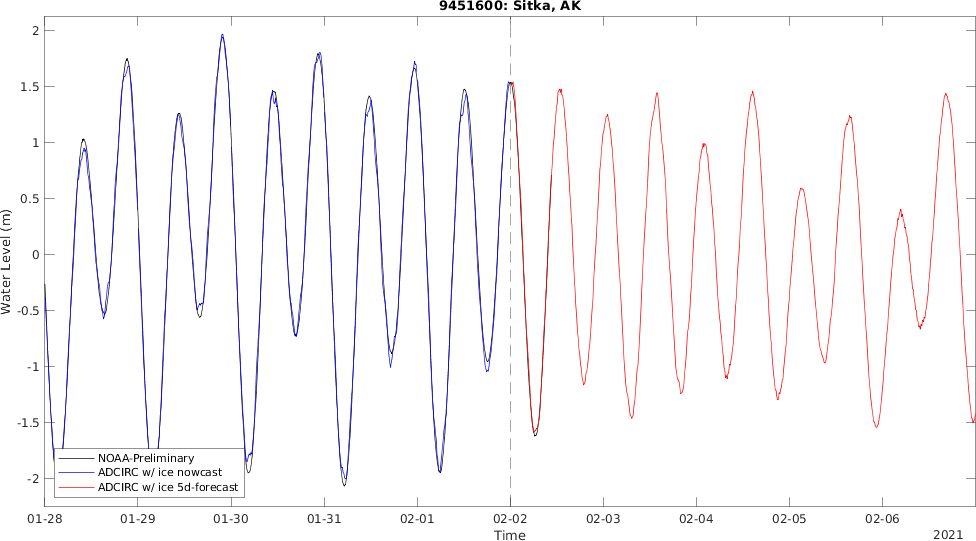 9451600: Sitka, AK
2
1.5
1
0.5
0
-0.5
-1
-1.5
-2
Water Level (m)
NOAA-Preliminary
ADCIRC w/ ice nowcast
ADCIRC w/ ice 5d-forecast
01-28 01-29 01-30 01-31 02-01 02-02 02-03 02-04 02-05 02-06
Time
2021